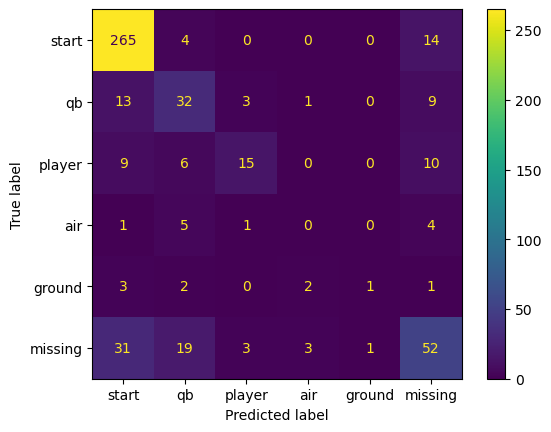 start 265 4 0 0 0 14 250
qb 13 32 3 1 0 9 200
player 9 6 15 0 0 10 150
True label
air 1 5 1 0 0 4 100
ground 3 2 0 2 1 1 50
missing 31 19 3 3 1 52 0
start qb player air ground missing
Predicted label